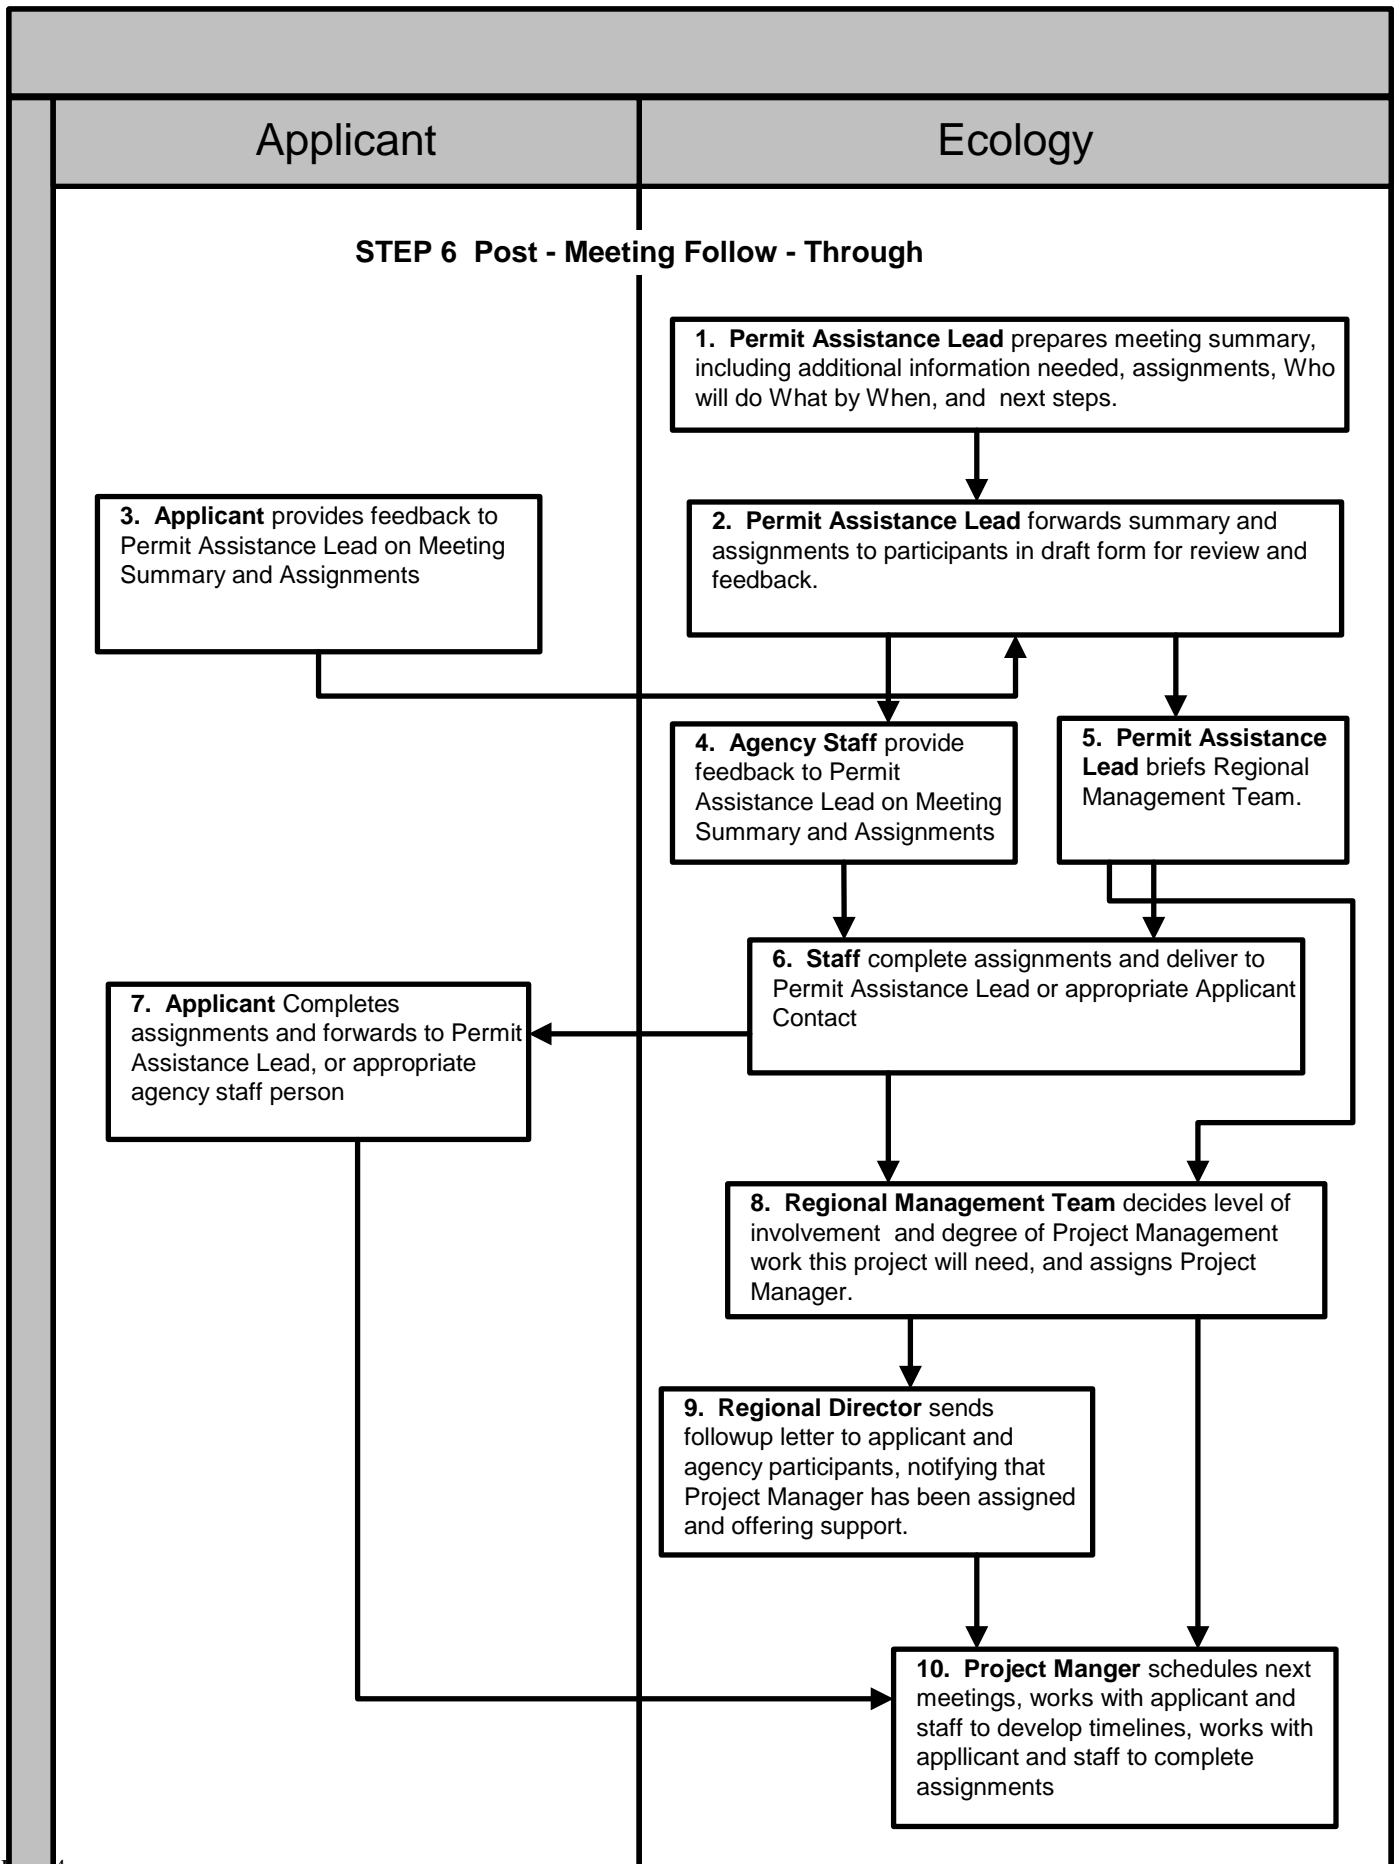 Applicant
Ecology
STEP 6  Post - Meeting Follow - Through
1.  Permit Assistance Lead prepares meeting summary,
including additional information needed, assignments, Who
will do What by When, and  next steps.
3.  Applicant provides feedback to
Permit Assistance Lead on Meeting
Summary and Assignments
2.  Permit Assistance Lead forwards summary and
assignments to participants in draft form for review and
feedback.
4.  Agency Staff provide
feedback to Permit
Assistance Lead on Meeting
Summary and Assignments
5.  Permit Assistance
Lead briefs Regional
Management Team.
6.  Staff complete assignments and deliver to
Permit Assistance Lead or appropriate Applicant
Contact
7.  Applicant Completes
assignments and forwards to Permit
Assistance Lead, or appropriate
agency staff person
8.  Regional Management Team decides level of
involvement  and degree of Project Management
work this project will need, and assigns Project
Manager.
9.  Regional Director sends
followup letter to applicant and
agency participants, notifying that
Project Manager has been assigned
and offering support.
10.  Project Manger schedules next
meetings, works with applicant and
staff to develop timelines, works with
appllicant and staff to complete
assignments